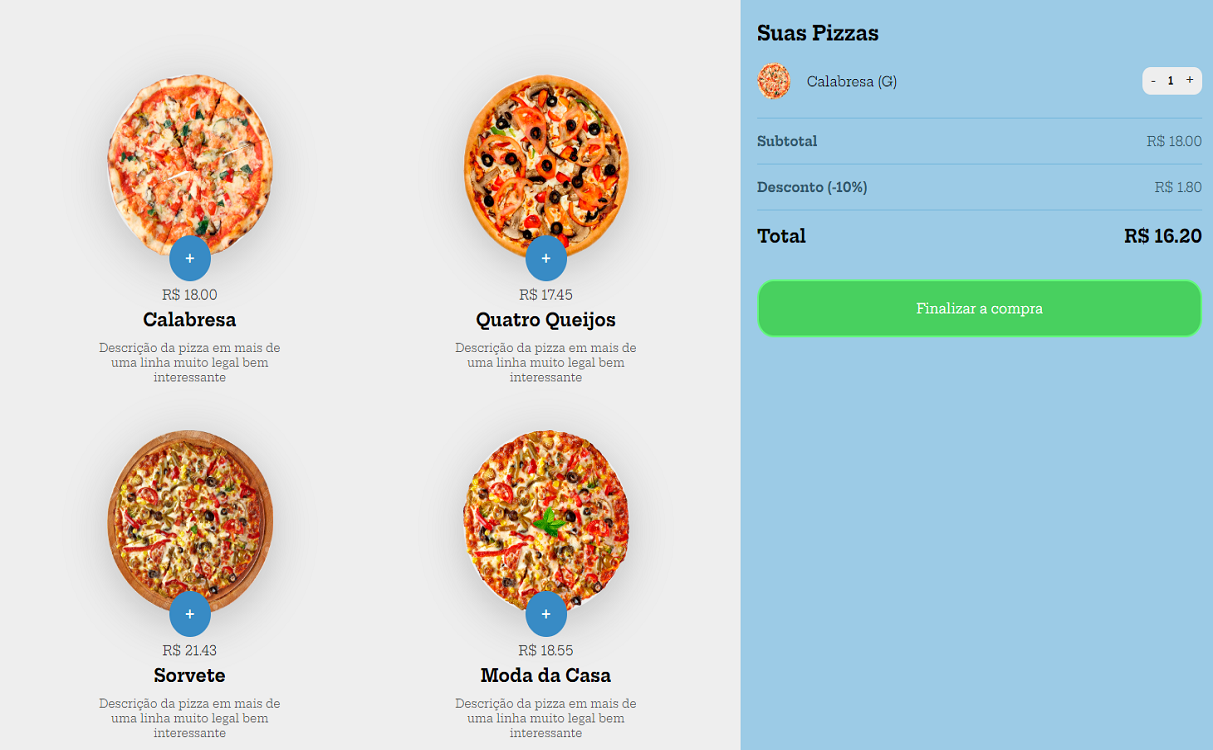 +
R$ 18.00
Calabresa
Descrição da pizza em mais de
uma linha muito legal bem
interessante
+
R$ 17.45
Quatro Queijos
Descrição da pizza em mais de
uma linha muito legal bem
interessante
+
R$ 21.43
Sorvete
Descrição da pizza em mais de
uma linha muito legal bem
interessante
+
R$ 18.55
Moda da Casa
Descrição da pizza em mais de
uma linha muito legal bem
interessante
Suas Pizzas
Calabresa (G) - 1 +
Subtotal R$ 18.00
Desconto (-10%) R$ 1.80
Total R$ 16.20
Finalizar a compra